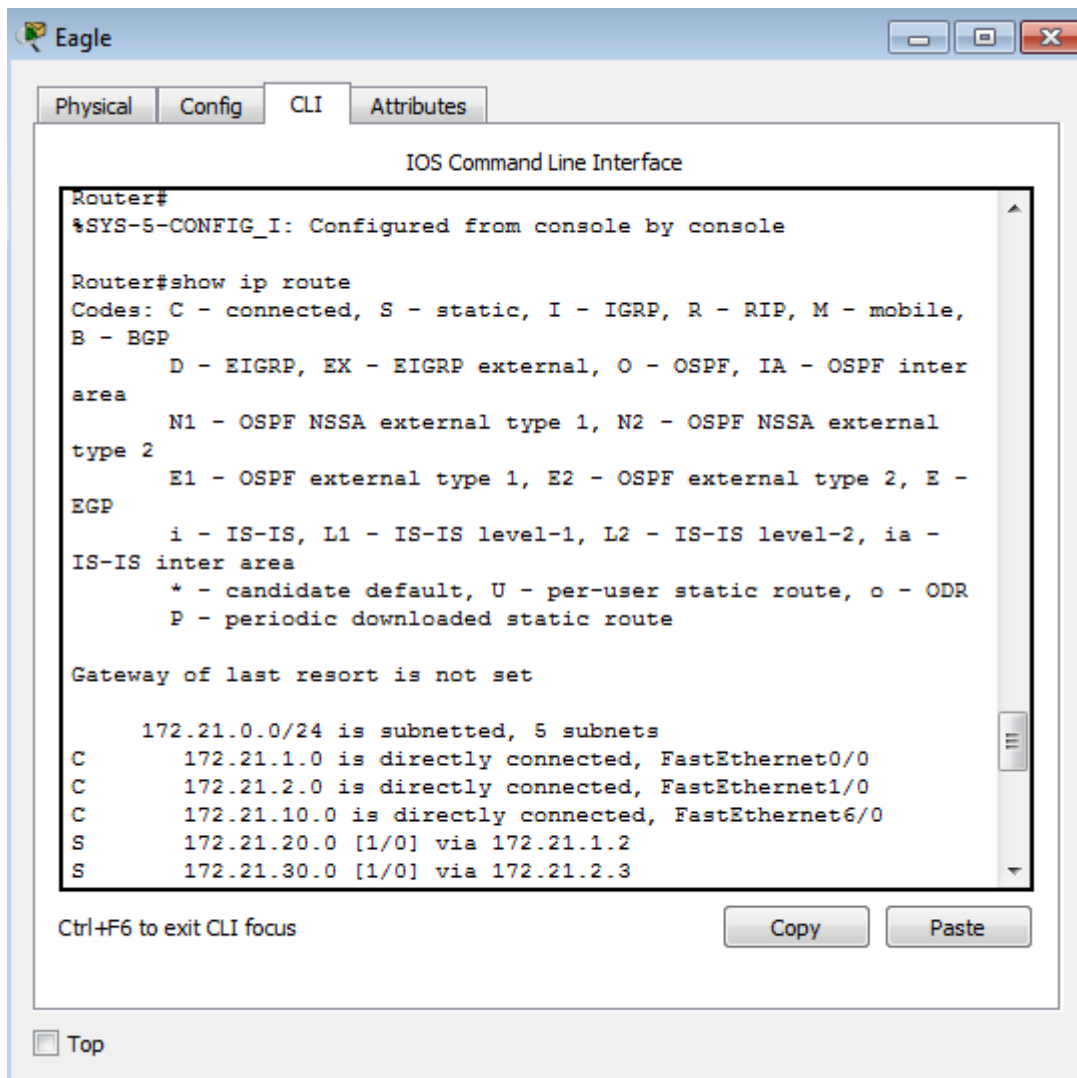 Eagle
Physical Config CLI Attributes
IOS Command Line Interface
Router#
%SYS-5-CONFIG_I: Configured from console by console
Router#show ip route
Codes: C - connected, S - static, I - IGRP, R - RIP, M - mobile,
B - BGP
D - EIGRP, EX - EIGRP external, O - OSPF, IA - OSPF inter
area
N1 - OSPF NSSA external type 1, N2 - OSPF NSSA external
type 2
E1 - OSPF external type 1, E2 - OSPF external type 2, E -
EGP
i - IS-IS, L1 - IS-IS level-1, L2 - IS-IS level-2, ia -
IS-IS inter area
* - candidate default, U - per-user static route, o - ODR
P - periodic downloaded static route
Gateway of last resort is not set
172.21.0.0/24 is subnetted, 5 subnets
C 172.21.1.0 is directly connected, FastEthernet0/0
C 172.21.2.0 is directly connected, FastEthernet1/0
C 172.21.10.0 is directly connected, FastEthernet6/0
S 172.21.20.0 [1/0] via 172.21.1.2
S 172.21.30.0 [1/0] via 172.21.2.3
Ctrl+F6 to exit CLI focus
Copy Paste
Top